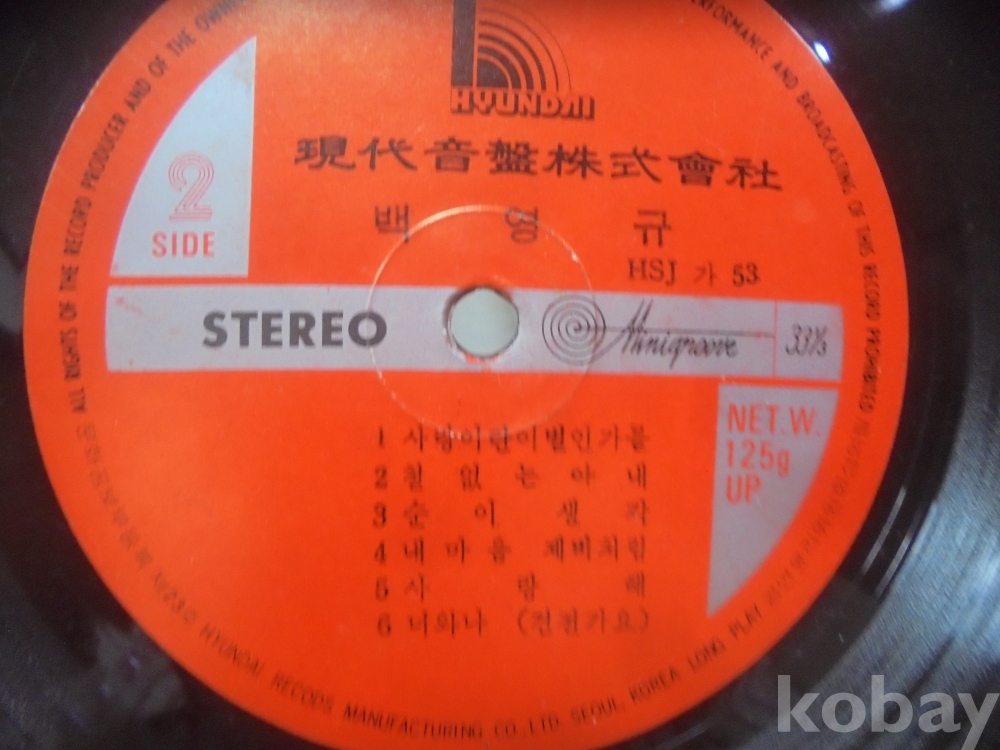 ALL RIGHTS OF THE RECORD PRODUCER AND OF THE OWNE
PERFORMANCE AND BROADCASTING OF THIS RECORD PROHIBITED
HYUNDAI
現代音盤株式會社
2
SIDE
백영규
HSJ 가 53
STEREO
Minigroove
33⅓
NET.W.
125g
UP
1 사랑이란이별인가를
2 철없는아내
3 순이생각
4 내마음 제비처럼
5 사랑해
6 너와나 (건전가요)
HYUNDAI RECODS MANUFACTURING CO., LTD. SEOUL, KOREA LONG PLAY
kobay